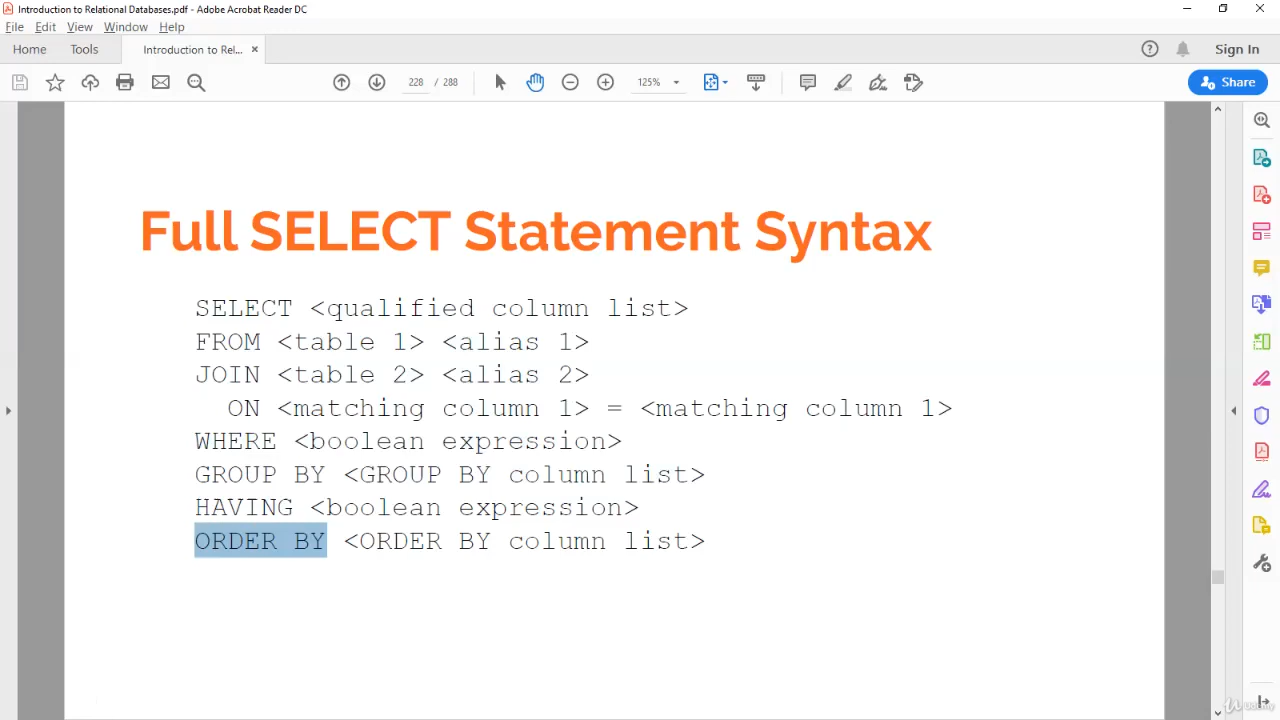 Introduction to Relational Databases.pdf - Adobe Acrobat Reader DC
File Edit View Window Help
Home Tools Introduction to Rel... × Sign In
228 / 288 125% Share
Full SELECT Statement Syntax
SELECT <qualified column list>
FROM <table 1> <alias 1>
JOIN <table 2> <alias 2>
ON <matching column 1> = <matching column 1>
WHERE <boolean expression>
GROUP BY <GROUP BY column list>
HAVING <boolean expression>
ORDER BY <ORDER BY column list>
Udemy